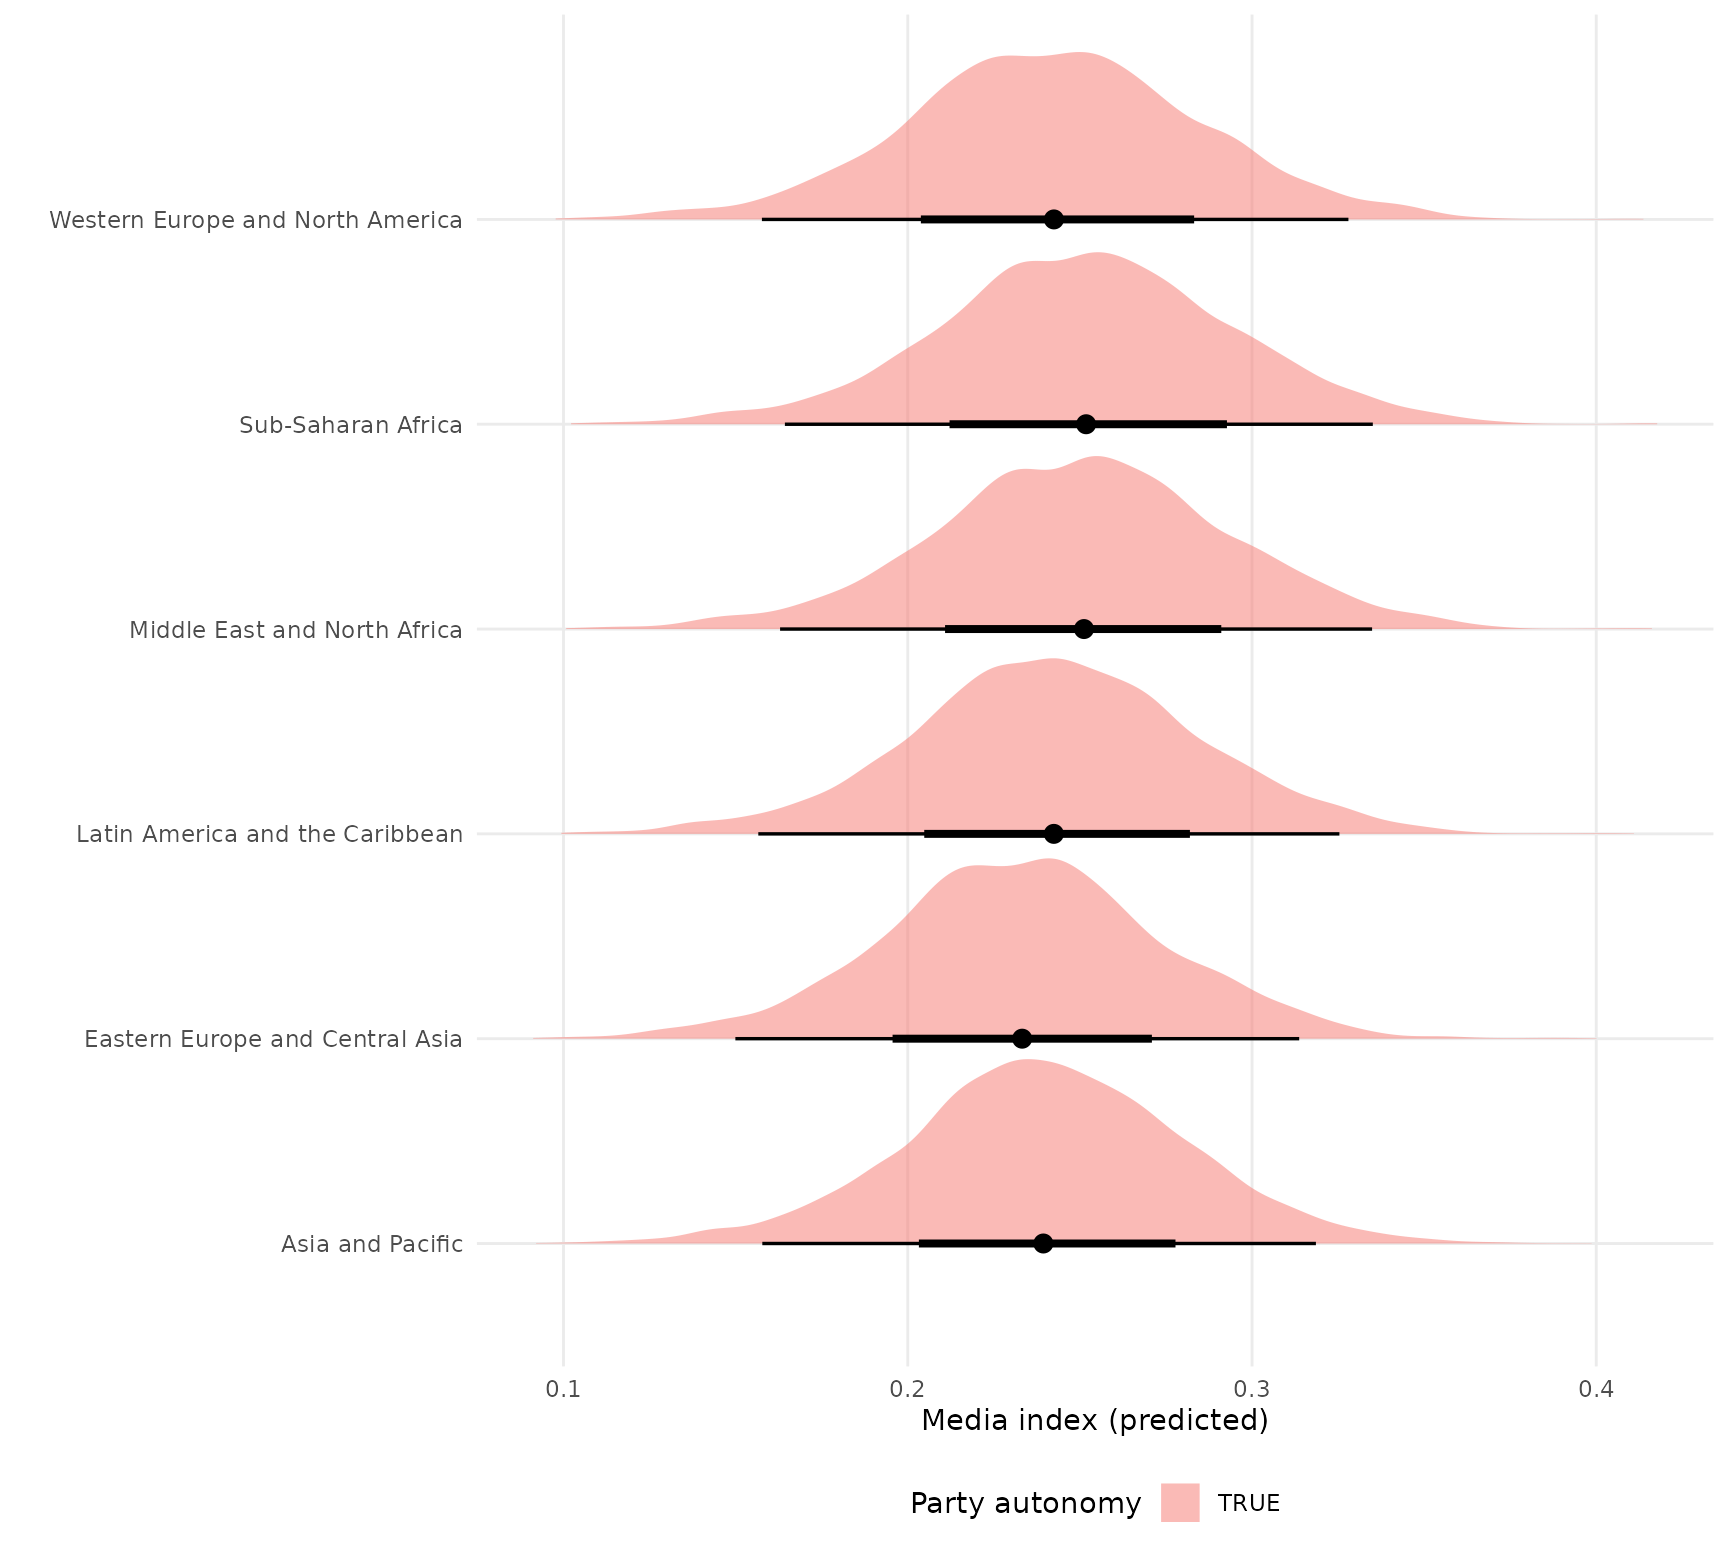 Western Europe and North America
Sub-Saharan Africa
Middle East and North Africa
Latin America and the Caribbean
Eastern Europe and Central Asia
Asia and Pacific
0.1 0.2 0.3 0.4
Media index (predicted)
Party autonomy TRUE